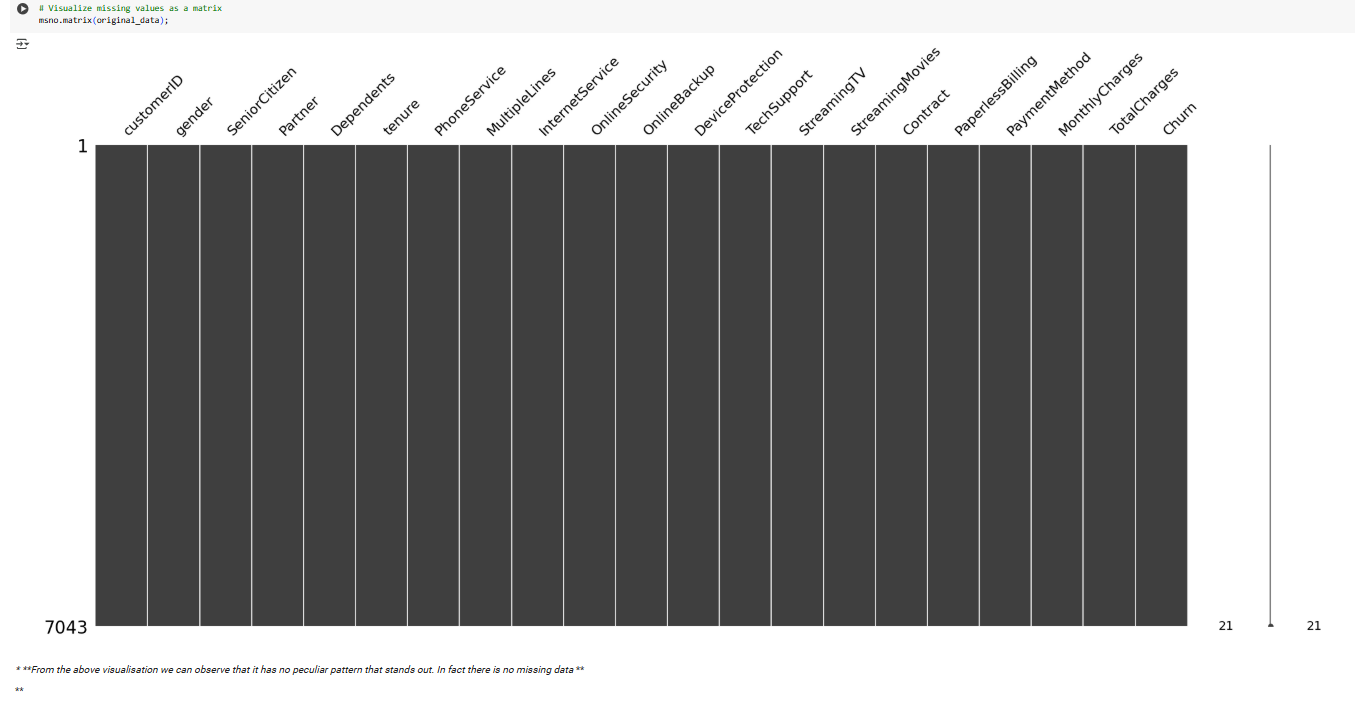 # Visualize missing values as a matrix
msno.matrix(original_data);
customerID
gender
SeniorCitizen
Partner
Dependents
tenure
PhoneService
MultipleLines
InternetService
OnlineSecurity
OnlineBackup
DeviceProtection
TechSupport
StreamingTV
StreamingMovies
Contract
PaperlessBilling
PaymentMethod
MonthlyCharges
TotalCharges
Churn
1
7043
21
21
* **From the above visualisation we can observe that it has no peculiar pattern that stands out. In fact there is no missing data **
**